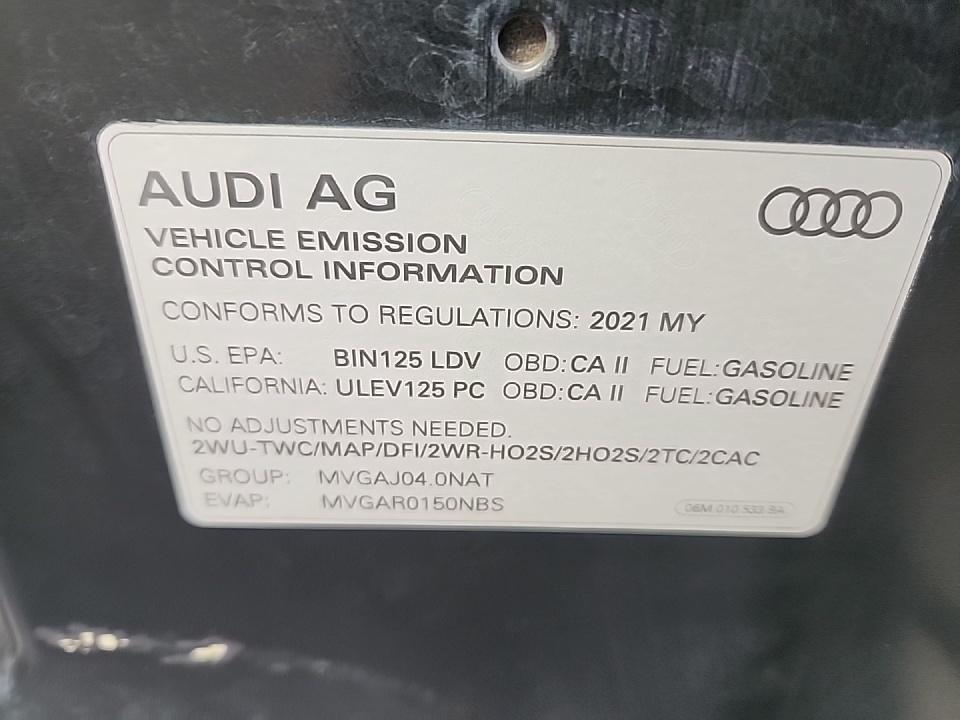 AUDI AG
VEHICLE EMISSION
CONTROL INFORMATION
CONFORMS TO REGULATIONS: 2021 MY
U.S. EPA: BIN125 LDV OBD: CA II FUEL: GASOLINE
CALIFORNIA: ULEV125 PC OBD: CA II FUEL: GASOLINE
NO ADJUSTMENTS NEEDED.
2WU-TWC/MAP/DFI/2WR-HO2S/2HO2S/2TC/2CAC
GROUP: MVGAJ04.0NAT
EVAP: MVGAR0150NBS
06M 010 533